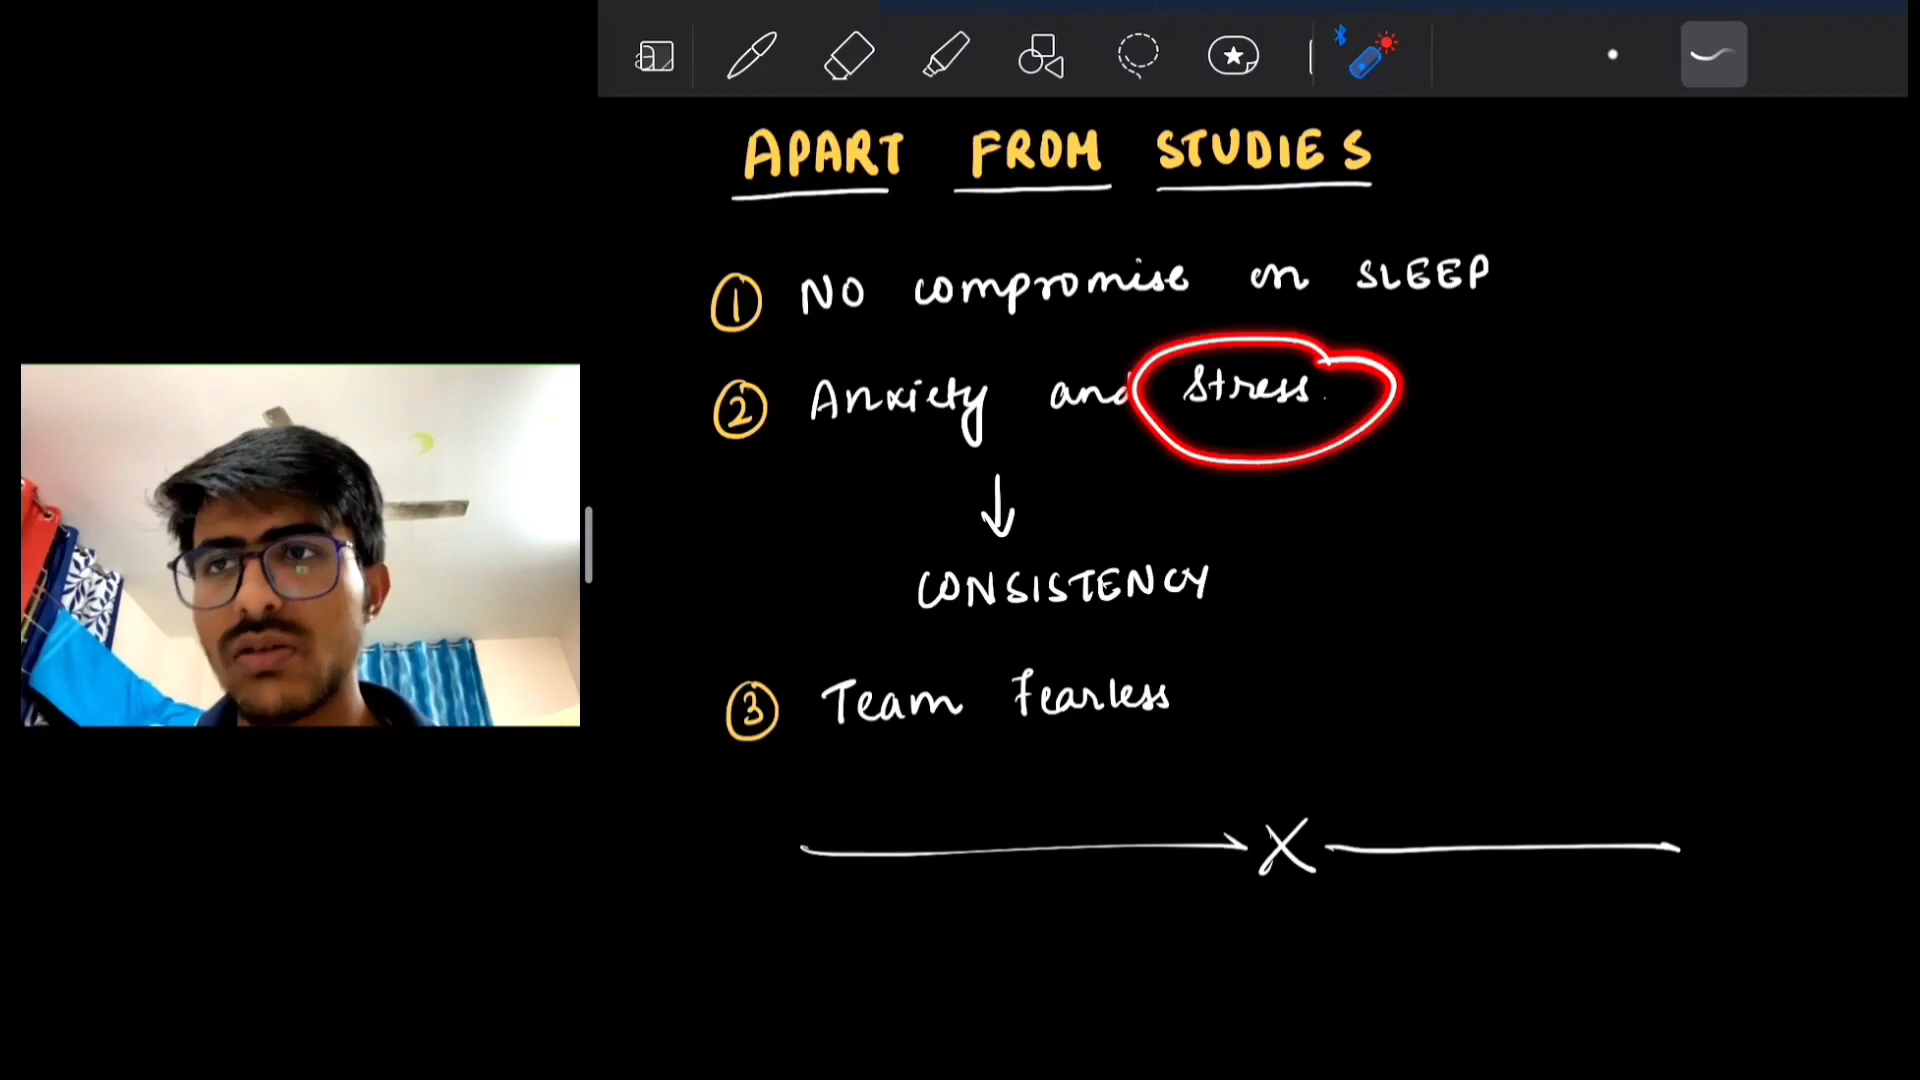 APART FROM STUDIES
1 NO compromise on SLEEP
2 Anxiety and Stress.
↓
CONSISTENCY
3 Team Fearless
X